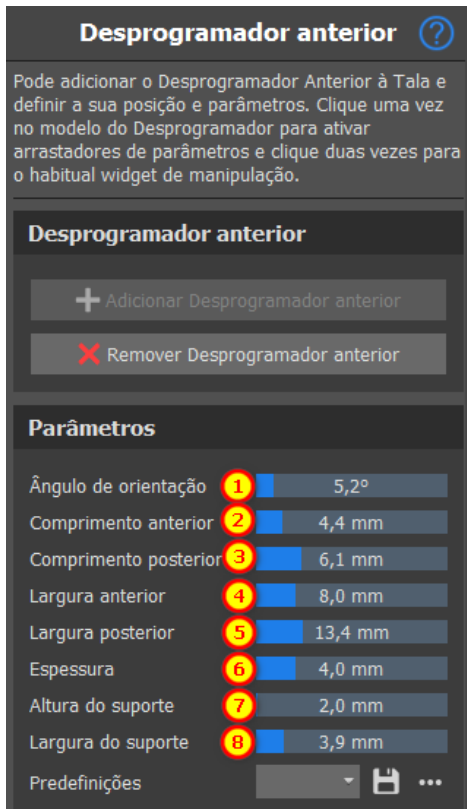 Desprogramador anterior ?
Pode adicionar o Desprogramador Anterior à Tala e
definir a sua posição e parâmetros. Clique uma vez
no modelo do Desprogramador para ativar
arrastadores de parâmetros e clique duas vezes para
o habitual widget de manipulação.
Desprogramador anterior
Adicionar Desprogramador anterior
Remover Desprogramador anterior
Parâmetros
Ângulo de orientação 1 5,2º
Comprimento anterior 2 4,4 mm
Comprimento posterior 3 6,1 mm
Largura anterior 4 8,0 mm
Largura posterior 5 13,4 mm
Espessura 6 4,0 mm
Altura do suporte 7 2,0 mm
Largura do suporte 8 3,9 mm
Predefinições